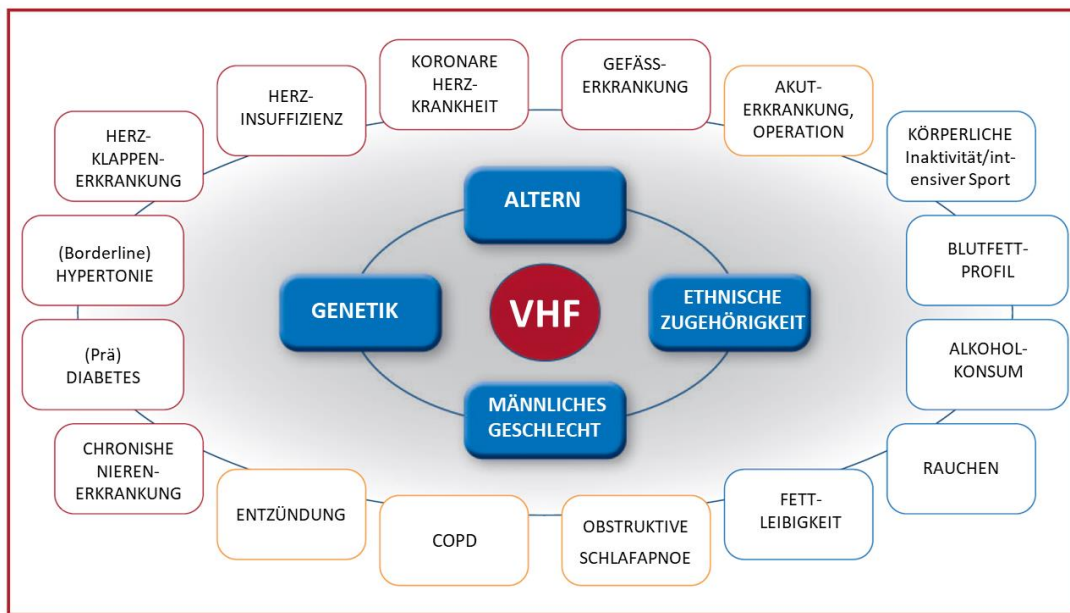 KORONARE
HERZ-
KRANKHEIT
GEFÄSS-
ERKRANKUNG
HERZ-
INSUFFIZIENZ
AKUT-
ERKRANKUNG,
OPERATION
HERZ-
KLAPPEN-
ERKRANKUNG
KÖRPERLICHE
Inaktivität/int-
ensiver Sport
ALTERN
(Borderline)
HYPERTONIE
BLUTFETT-
PROFIL
GENETIK
VHF
ETHNISCHE
ZUGEHÖRIGKEIT
(Prä)
DIABETES
ALKOHOL-
KONSUM
MÄNNLICHES
GESCHLECHT
CHRONISHE
NIEREN-
ERKRANKUNG
RAUCHEN
ENTZÜNDUNG
COPD
OBSTRUKTIVE
SCHLAFAPNOE
FETT-
LEIBIGKEIT